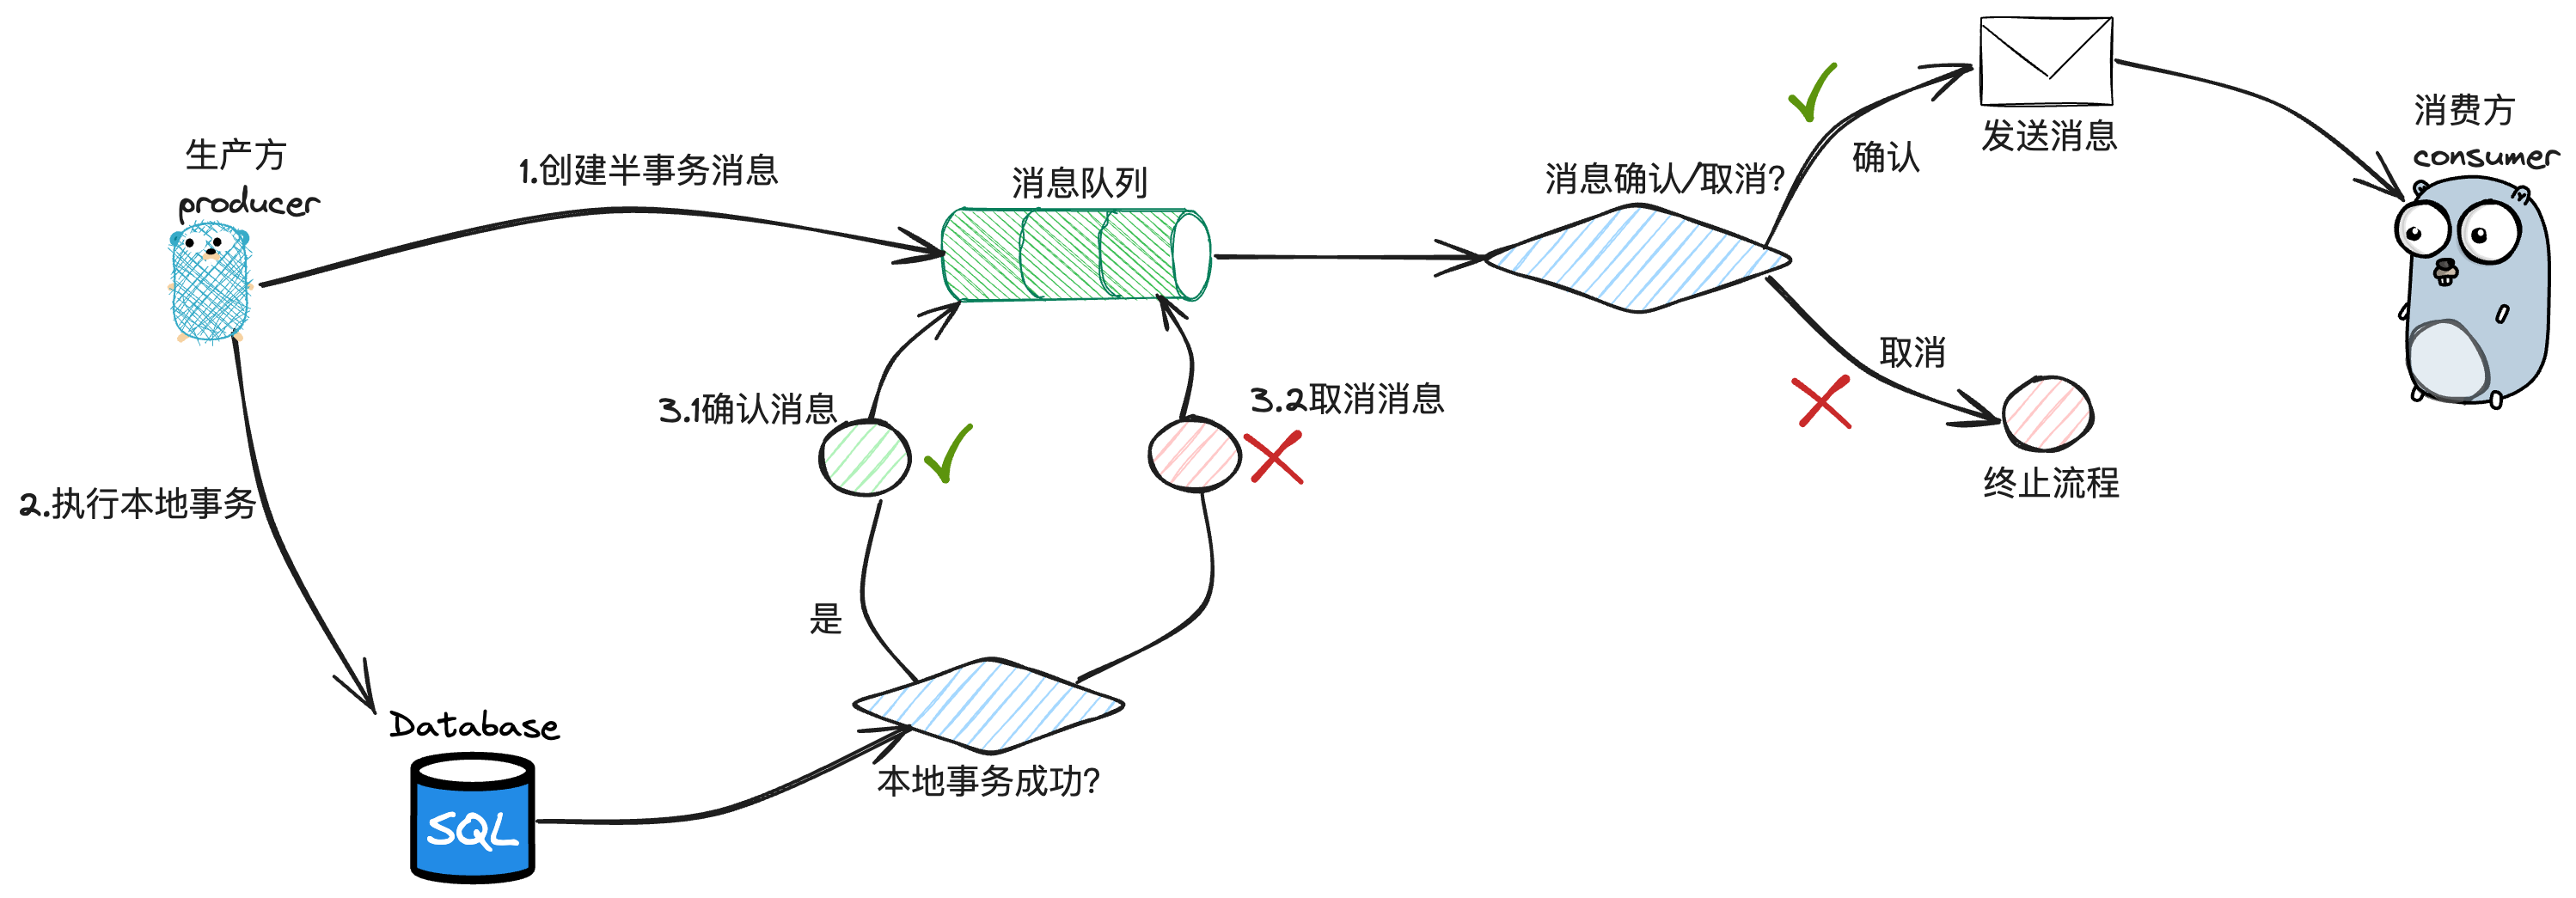 生产方
producer
1.创建半事务消息
消息队列
消息确认/取消?
确认
发送消息
消费方
consumer
取消
终止流程
3.1确认消息
3.2取消消息
2.执行本地事务
是
Database
SQL
本地事务成功?